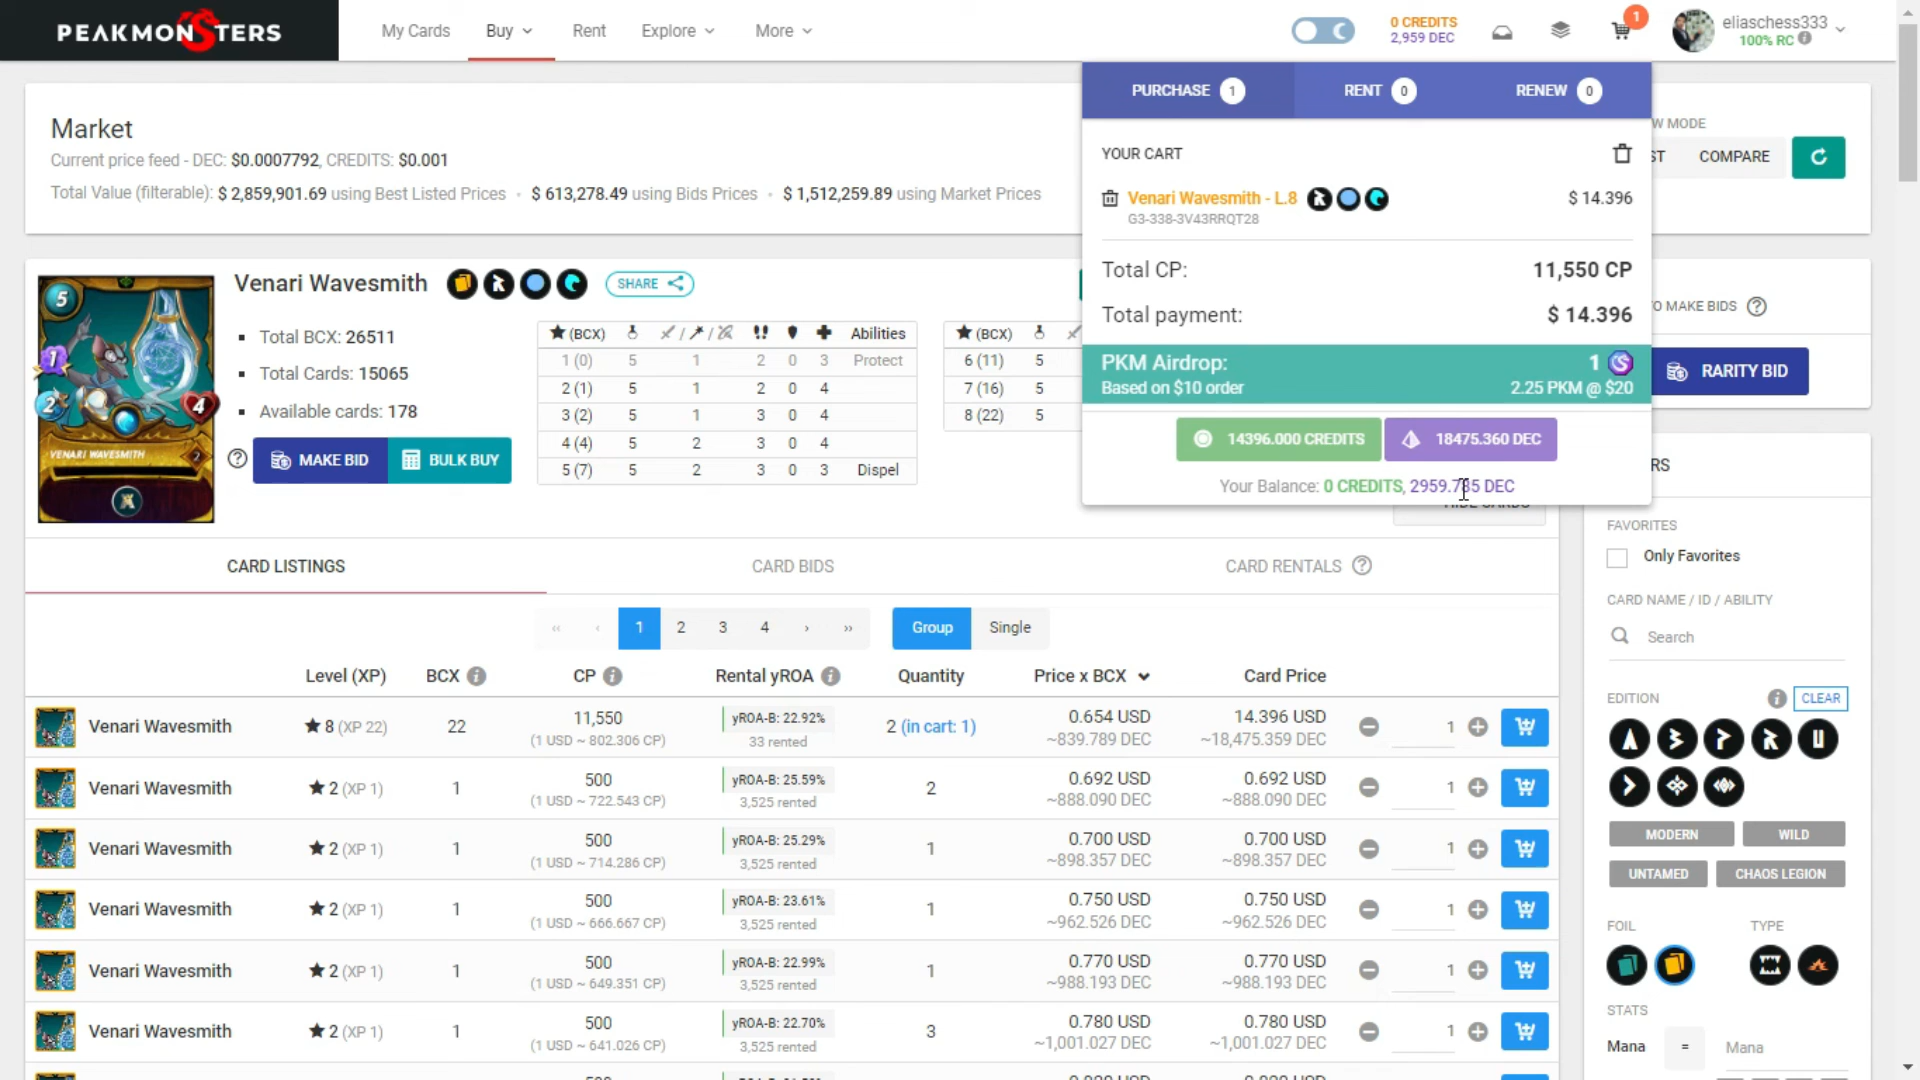 PEAKMONSTERS
My Cards
Buy
Rent
Explore
More
0 CREDITS
2,959 DEC
1
eliaschess333
100% RC
PURCHASE 1
RENT 0
RENEW 0
Market
Current price feed - DEC: $0.0007792, CREDITS: $0.001
Total Value (filterable): $ 2,859,901.69 using Best Listed Prices • $ 613,278.49 using Bids Prices • $ 1,512,259.89 using Market Prices
W MODE
ST
COMPARE
YOUR CART
Venari Wavesmith - L.8
$ 14.396
G3-338-3V43RRQT28
Total CP:
11,550 CP
Total payment:
$ 14.396
PKM Airdrop:
1
Based on $10 order
2.25 PKM @ $20
14396.000 CREDITS
18475.360 DEC
Your Balance: 0 CREDITS, 2959.735 DEC
HIDE CARDS
O MAKE BIDS
RARITY BID
5
1
2
4
VENARI WAVESMITH
2
Venari Wavesmith
SHARE
Total BCX: 26511
Total Cards: 15065
Available cards: 178
MAKE BID
BULK BUY
(BCX) / / Abilities
1 (0) 5 1 2 0 3 Protect
2 (1) 5 1 2 0 4
3 (2) 5 1 3 0 4
4 (4) 5 2 3 0 4
5 (7) 5 2 3 0 3 Dispel
(BCX)
6 (11) 5
7 (16) 5
8 (22) 5
CARD LISTINGS
CARD BIDS
CARD RENTALS
‹‹ ‹ 1 2 3 4 › ››
Group
Single
Level (XP) BCX CP Rental yROA Quantity Price x BCX Card Price
Venari Wavesmith 8 (XP 22) 22 11,550 yROA-B: 22.92% 2 (in cart: 1) 0.654 USD 14.396 USD 1
(1 USD ~ 802.306 CP) 33 rented ~839.789 DEC ~18,475.359 DEC
Venari Wavesmith 2 (XP 1) 1 500 yROA-B: 25.59% 2 0.692 USD 0.692 USD 1
(1 USD ~ 722.543 CP) 3,525 rented ~888.090 DEC ~888.090 DEC
Venari Wavesmith 2 (XP 1) 1 500 yROA-B: 25.29% 1 0.700 USD 0.700 USD 1
(1 USD ~ 714.286 CP) 3,525 rented ~898.357 DEC ~898.357 DEC
Venari Wavesmith 2 (XP 1) 1 500 yROA-B: 23.61% 1 0.750 USD 0.750 USD 1
(1 USD ~ 666.667 CP) 3,525 rented ~962.526 DEC ~962.526 DEC
Venari Wavesmith 2 (XP 1) 1 500 yROA-B: 22.99% 1 0.770 USD 0.770 USD 1
(1 USD ~ 649.351 CP) 3,525 rented ~988.193 DEC ~988.193 DEC
Venari Wavesmith 2 (XP 1) 1 500 yROA-B: 22.70% 3 0.780 USD 0.780 USD 1
(1 USD ~ 641.026 CP) 3,525 rented ~1,001.027 DEC ~1,001.027 DEC
RS
FAVORITES
Only Favorites
CARD NAME / ID / ABILITY
Search
EDITION
CLEAR
MODERN
WILD
UNTAMED
CHAOS LEGION
FOIL
TYPE
STATS
Mana = Mana